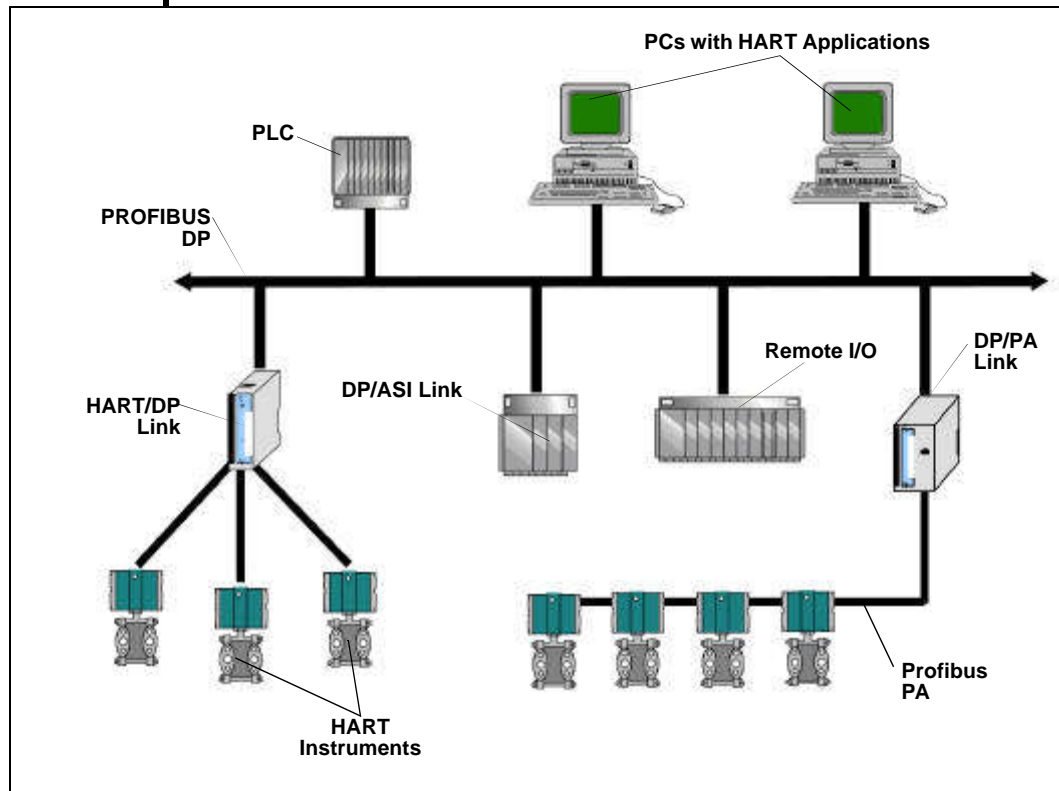 PCs with HART Applications
PLC
PROFIBUS
DP
DP/ASI Link
Remote I/O
DP/PA
Link
HART/DP
Link
Profibus
PA
HART
Instruments